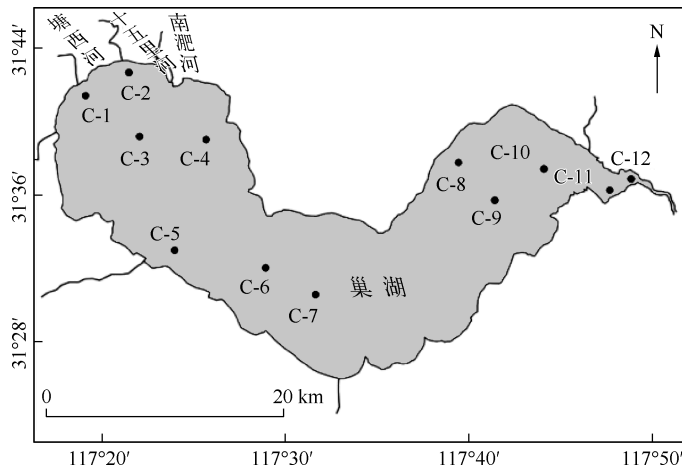 塘西河
十五里河
南淝河
N
31°44′
31°36′
31°28′
C-1
C-2
C-3
C-4
C-5
C-6
C-7
C-8
C-9
C-10
C-11
C-12
巢湖
0
20 km
117°20′
117°30′
117°40′
117°50′